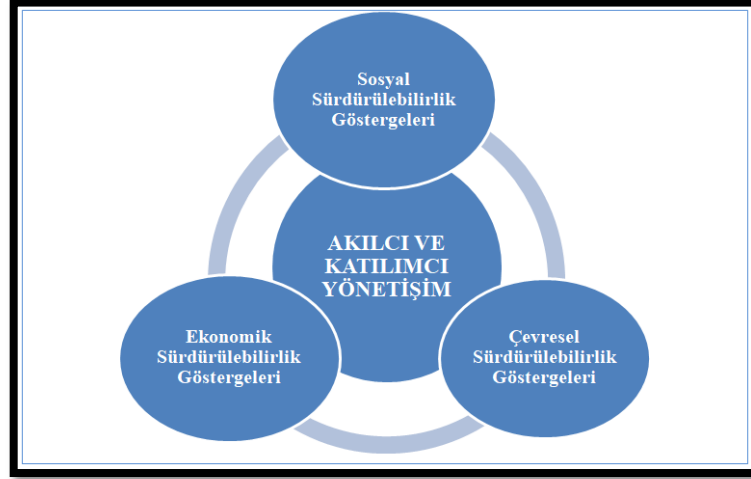 Sosyal
Sürdürülebilirlik
Göstergeleri
AKILCI VE
KATILIMCI
YÖNETİŞİM
Ekonomik
Sürdürülebilirlik
Göstergeleri
Çevresel
Sürdürülebilirlik
Göstergeleri